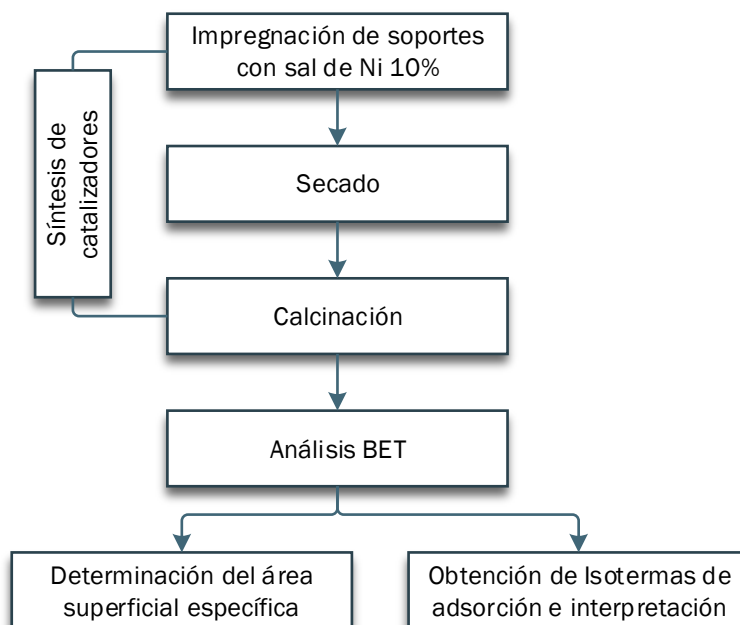 Impregnación de soportes
con sal de Ni 10%
Síntesis de
catalizadores
Secado
Calcinación
Análisis BET
Determinación del área
superficial específica
Obtención de Isotermas de
adsorción e interpretación